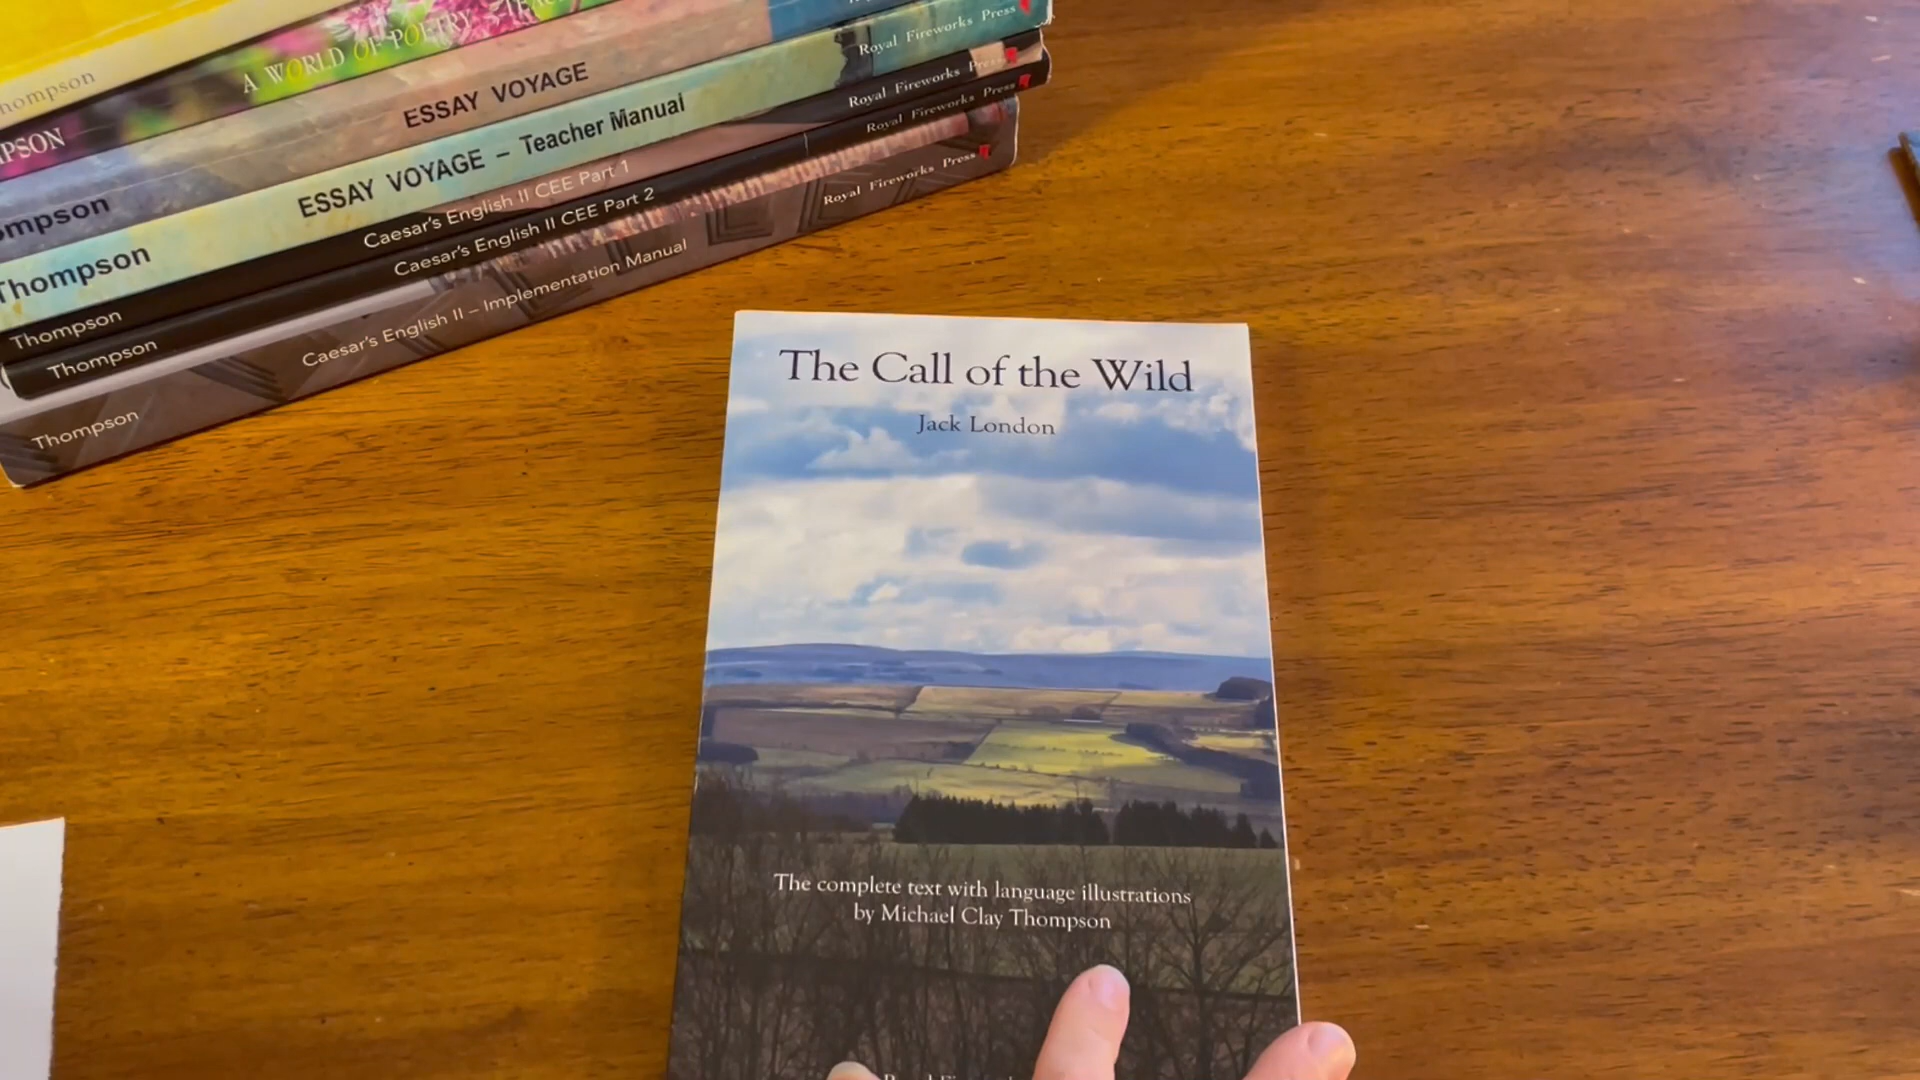 Thompson
A WORLD OF POETRY
ESSAY VOYAGE
Thompson ESSAY VOYAGE – Teacher Manual Royal Fireworks Press
Thompson Caesar's English II CEE Part 1 Royal Fireworks Press
Thompson Caesar's English II CEE Part 2 Royal Fireworks Press
Thompson Caesar's English II – Implementation Manual Royal Fireworks Press
The Call of the Wild
Jack London
The complete text with language illustrations
by Michael Clay Thompson